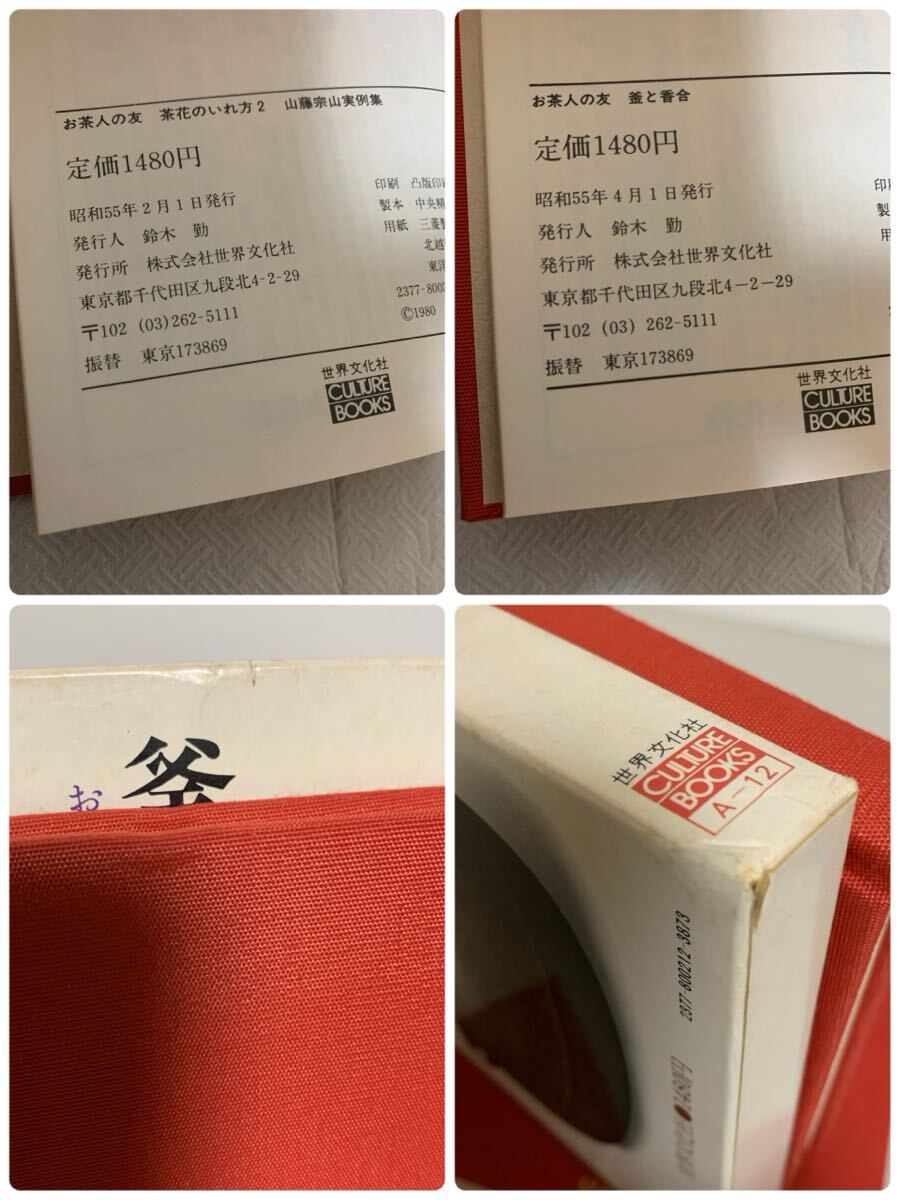 お茶人の友 茶花のいれ方2 山藤宗山実例集
定価1480円
昭和55年2月1日発行
発行人 鈴木 勤
発行所 株式会社世界文化社
東京都千代田区九段北4-2-29
〒102 (03)262-5111
振替 東京173869
印刷 凸版印刷
製本 中央精
用紙 三菱
北越
東洋
2377-8002
©1980
世界文化社
CULTURE
BOOKS
お茶人の友 釜と香合
定価1480円
昭和55年4月1日発行
発行人 鈴木 勤
発行所 株式会社世界文化社
東京都千代田区九段北4−2−29
〒102 (03) 262-5111
振替 東京173869
印
製
用
世界文化社
CULTURE
BOOKS
釜
お
世界文化社
CULTURE
BOOKS
A−12
2377-800212-3873
1480円